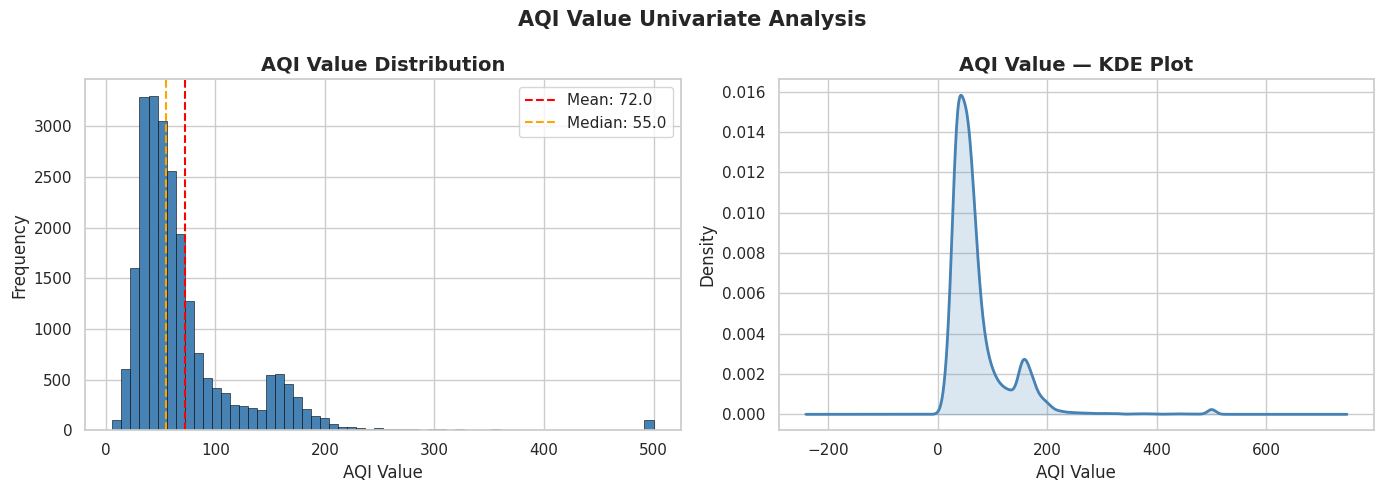 AQI Value Univariate Analysis
AQI Value Distribution
Mean: 72.0
Median: 55.0
Frequency
3000
2500
2000
1500
1000
500
0
0 100 200 300 400 500
AQI Value
AQI Value — KDE Plot
Density
0.016
0.014
0.012
0.010
0.008
0.006
0.004
0.002
0.000
−200 0 200 400 600
AQI Value